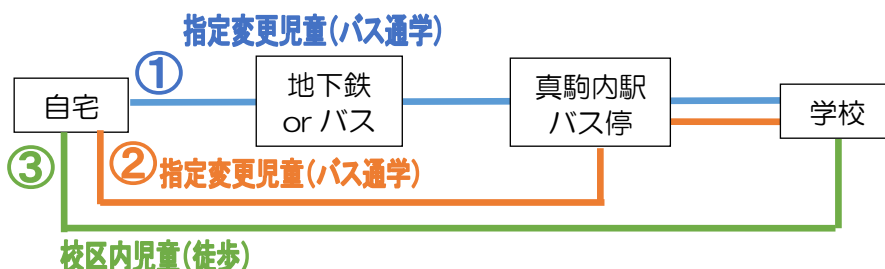 指定変更児童(バス通学)
①
自宅
地下鉄
or バス
真駒内駅
バス停
学校
③
②指定変更児童(バス通学)
校区内児童(徒歩)